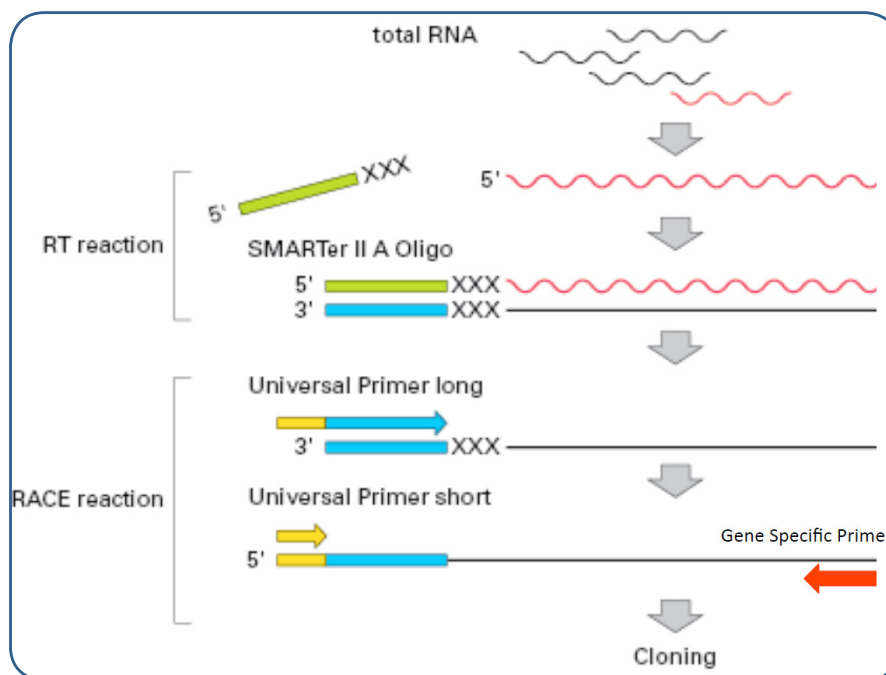 total RNA
5'
XXX
5'
RT reaction
SMARTer II A Oligo
5'
XXX
3'
XXX
Universal Primer long
3'
XXX
RACE reaction
Universal Primer short
Gene Specific Prime
5'
Cloning